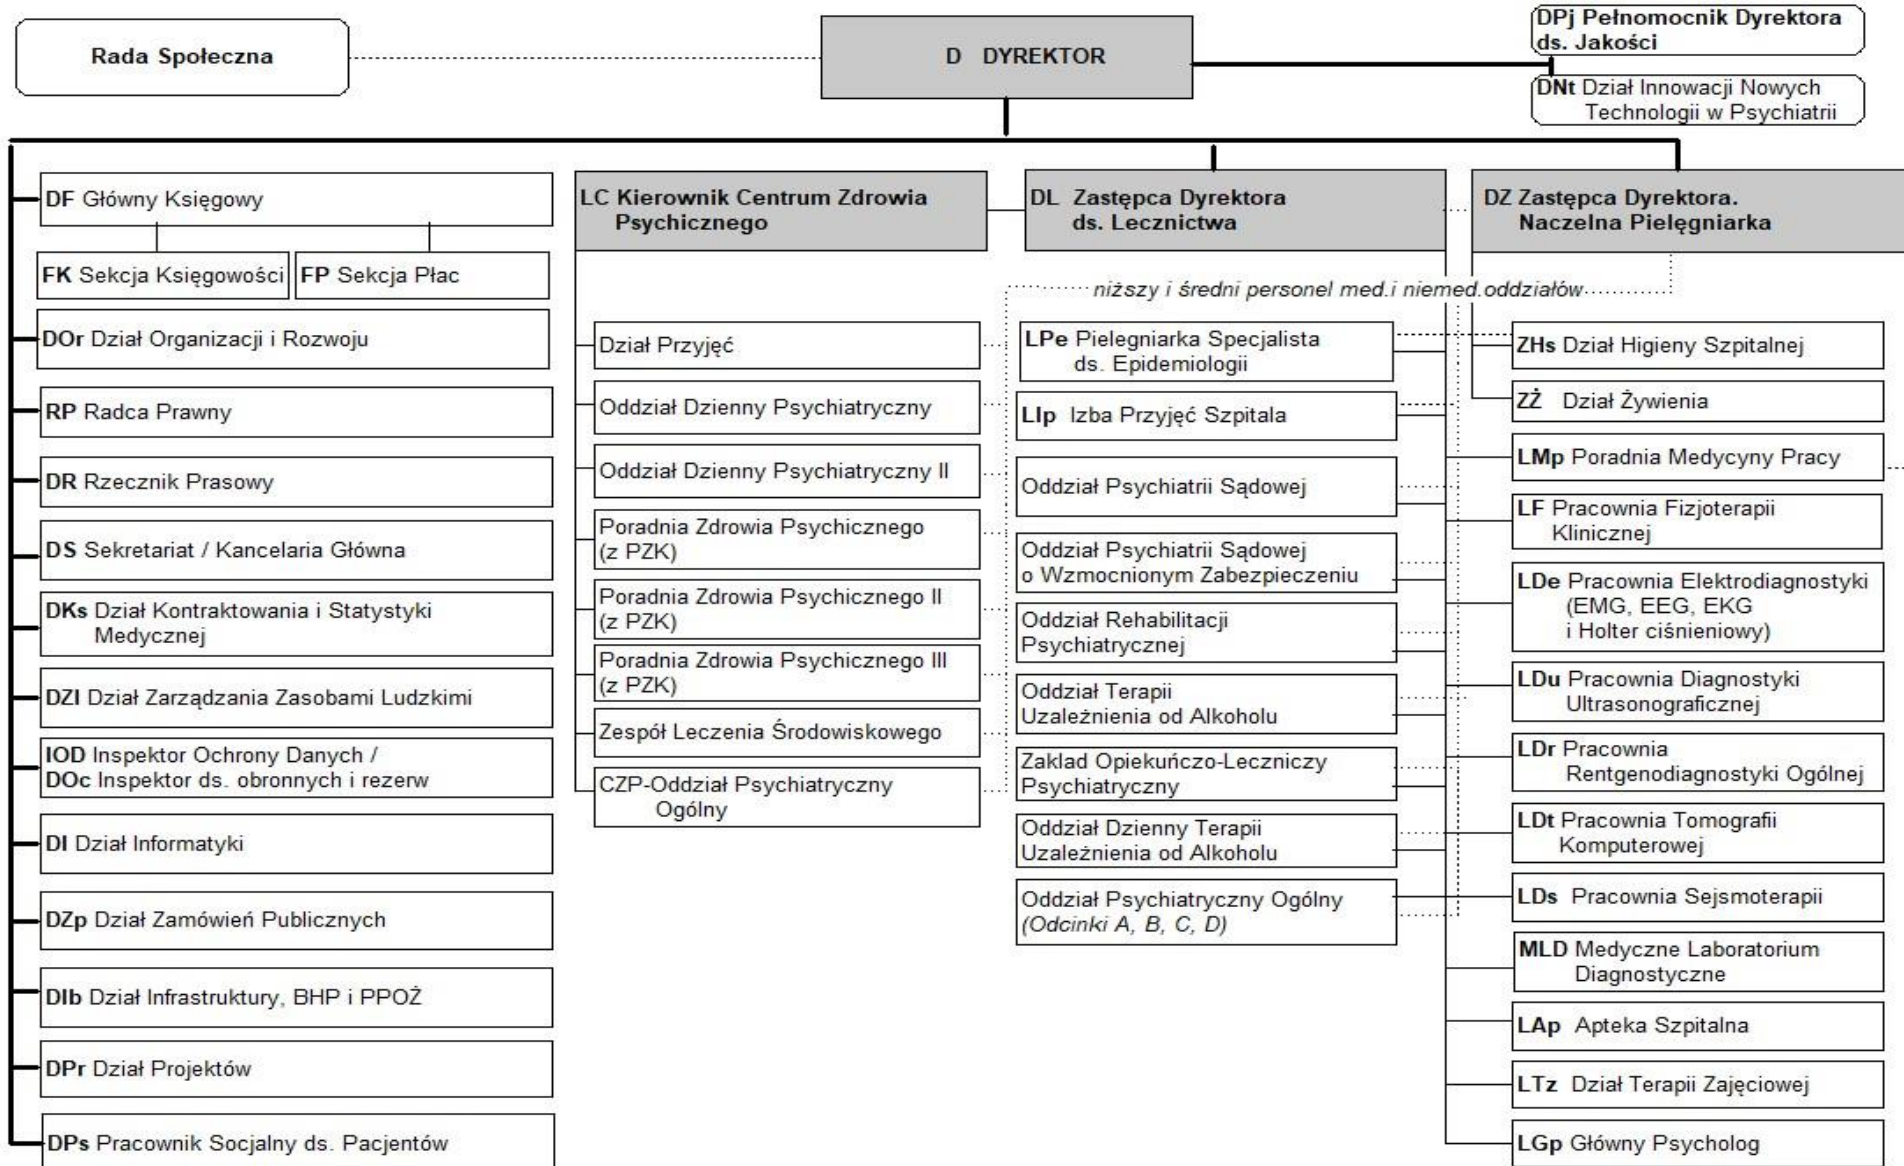 Rada Społeczna
D DYREKTOR
DPj Pełnomocnik Dyrektora
ds. Jakości
DNt Dział Innowacji Nowych
Technologii w Psychiatrii
DF Główny Księgowy
FK Sekcja Księgowości
FP Sekcja Płac
DOr Dział Organizacji i Rozwoju
RP Radca Prawny
DR Rzecznik Prasowy
DS Sekretariat / Kancelaria Główna
DKs Dział Kontraktowania i Statystyki
Medycznej
DZl Dział Zarządzania Zasobami Ludzkimi
IOD Inspektor Ochrony Danych /
DOc Inspektor ds. obronnych i rezerw
DI Dział Informatyki
DZp Dział Zamówień Publicznych
DIb Dział Infrastruktury, BHP i PPOŻ
DPr Dział Projektów
DPs Pracownik Socjalny ds. Pacjentów
LC Kierownik Centrum Zdrowia
Psychicznego
Dział Przyjęć
Oddział Dzienny Psychiatryczny
Oddział Dzienny Psychiatryczny II
Poradnia Zdrowia Psychicznego
(z PZK)
Poradnia Zdrowia Psychicznego II
(z PZK)
Poradnia Zdrowia Psychicznego III
(z PZK)
Zespół Leczenia Środowiskowego
CZP-Oddział Psychiatryczny
Ogólny
DL Zastępca Dyrektora
ds. Lecznictwa
niższy i średni personel med.i niemed.oddziałów
LPe Pielegniarka Specjalista
ds. Epidemiologii
LIp Izba Przyjęć Szpitala
Oddział Psychiatrii Sądowej
Oddział Psychiatrii Sądowej
o Wzmocnionym Zabezpieczeniu
Oddział Rehabilitacji
Psychiatrycznej
Oddział Terapii
Uzależnienia od Alkoholu
Zaklad Opiekuńczo-Leczniczy
Psychiatryczny
Oddział Dzienny Terapii
Uzależnienia od Alkoholu
Oddział Psychiatryczny Ogólny
(Odcinki A, B, C, D)
DZ Zastępca Dyrektora.
Naczelna Pielęgniarka
ZHs Dział Higieny Szpitalnej
ZŻ Dział Żywienia
LMp Poradnia Medycyny Pracy
LF Pracownia Fizjoterapii
Klinicznej
LDe Pracownia Elektrodiagnostyki
(EMG, EEG, EKG
i Holter ciśnieniowy)
LDu Pracownia Diagnostyki
Ultrasonograficznej
LDr Pracownia
Rentgenodiagnostyki Ogólnej
LDt Pracownia Tomografii
Komputerowej
LDs Pracownia Sejsmoterapii
MLD Medyczne Laboratorium
Diagnostyczne
LAp Apteka Szpitalna
LTz Dział Terapii Zajęciowej
LGp Główny Psycholog